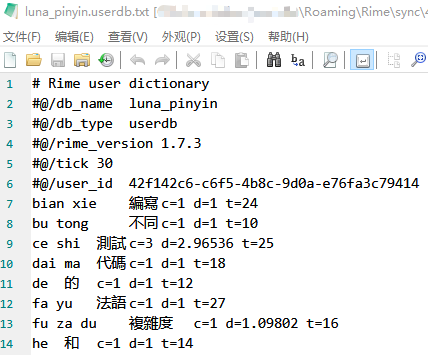 luna_pinyin.userdb.txt [ \Roaming\Rime\sync\4
文件(F) 编辑(E) 查看(V) 外观(P) 设置(S) 帮助(H)
1 # Rime user dictionary
2 #@/db_name luna_pinyin
3 #@/db_type userdb
4 #@/rime_version 1.7.3
5 #@/tick 30
6 #@/user_id 42f142c6-c6f5-4b8c-9d0a-e76fa3c79414
7 bian xie 編寫 c=1 d=1 t=24
8 bu tong 不同 c=1 d=1 t=10
9 ce shi 測試 c=3 d=2.96536 t=25
10 dai ma 代碼 c=1 d=1 t=18
11 de 的 c=1 d=1 t=12
12 fa yu 法語 c=1 d=1 t=27
13 fu za du 複雜度 c=1 d=1.09802 t=16
14 he 和 c=1 d=1 t=14